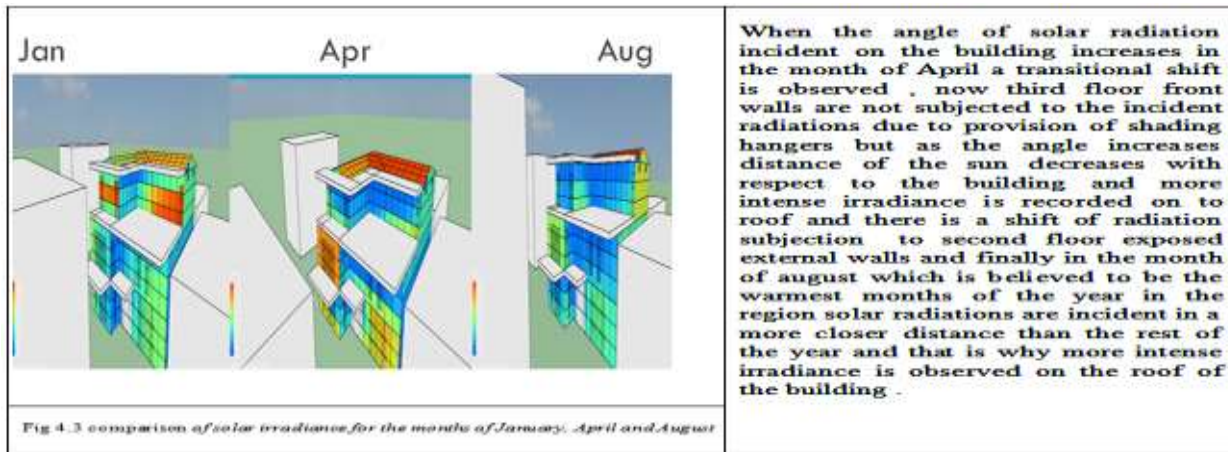 Jan Apr Aug
When the angle of solar radiation
incident on the building increases in
the month of April a transitional shift
is observed , now third floor front
walls are not subjected to the incident
radiations due to provision of shading
hangers but as the angle increases
distance of the sun decreases with
respect to the building and more
intense irradiance is recorded on to
roof and there is a shift of radiation
subjection to second floor exposed
external walls and finally in the month
of august which is believed to be the
warmest months of the year in the
region solar radiations are incident in a
more closer distance than the rest of
the year and that is why more intense
irradiance is observed on the roof of
the building .
Fig 4.3 comparison of solar irradiance for the months of January, April and August